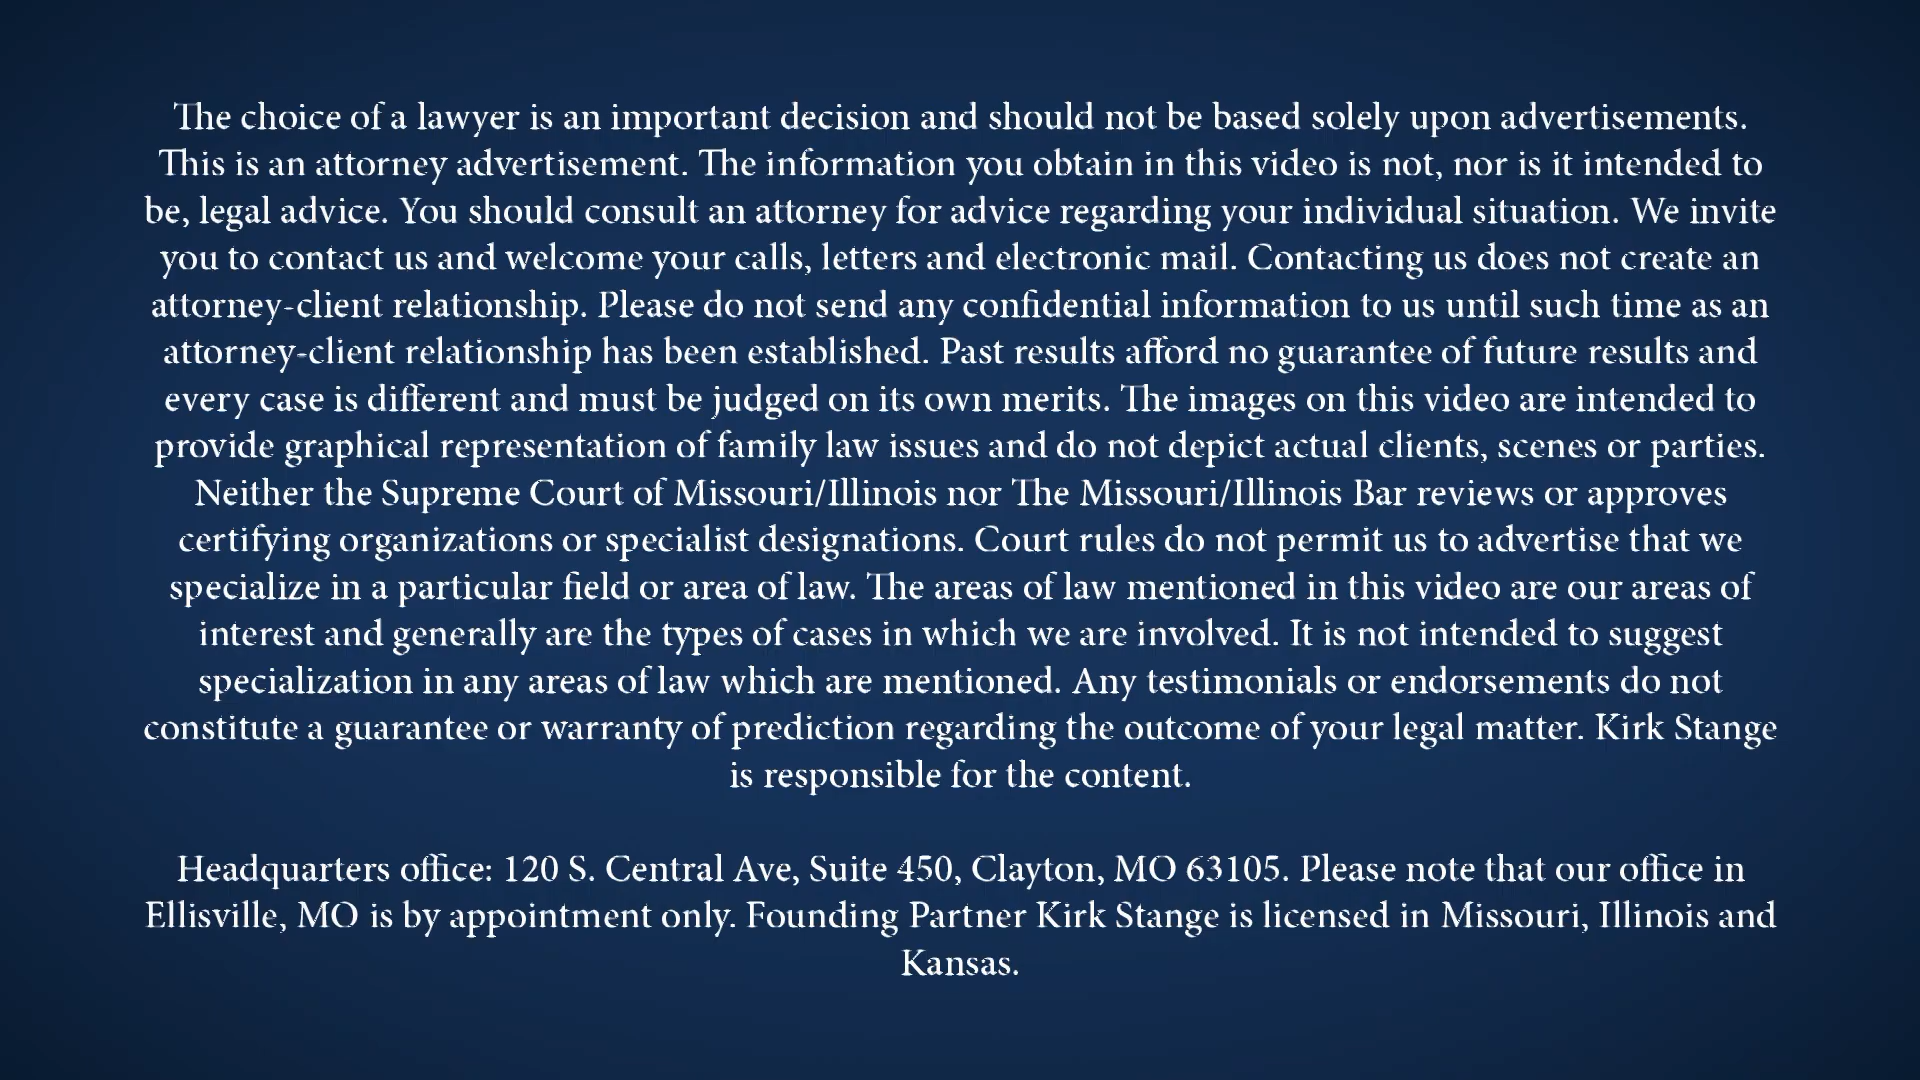 The choice of a lawyer is an important decision and should not be based solely upon advertisements.
This is an attorney advertisement. The information you obtain in this video is not, nor is it intended to
be, legal advice. You should consult an attorney for advice regarding your individual situation. We invite
you to contact us and welcome your calls, letters and electronic mail. Contacting us does not create an
attorney-client relationship. Please do not send any confidential information to us until such time as an
attorney-client relationship has been established. Past results afford no guarantee of future results and
every case is different and must be judged on its own merits. The images on this video are intended to
provide graphical representation of family law issues and do not depict actual clients, scenes or parties.
Neither the Supreme Court of Missouri/Illinois nor The Missouri/Illinois Bar reviews or approves
certifying organizations or specialist designations. Court rules do not permit us to advertise that we
specialize in a particular field or area of law. The areas of law mentioned in this video are our areas of
interest and generally are the types of cases in which we are involved. It is not intended to suggest
specialization in any areas of law which are mentioned. Any testimonials or endorsements do not
constitute a guarantee or warranty of prediction regarding the outcome of your legal matter. Kirk Stange
is responsible for the content.
Headquarters office: 120 S. Central Ave, Suite 450, Clayton, MO 63105. Please note that our office in
Ellisville, MO is by appointment only. Founding Partner Kirk Stange is licensed in Missouri, Illinois and
Kansas.